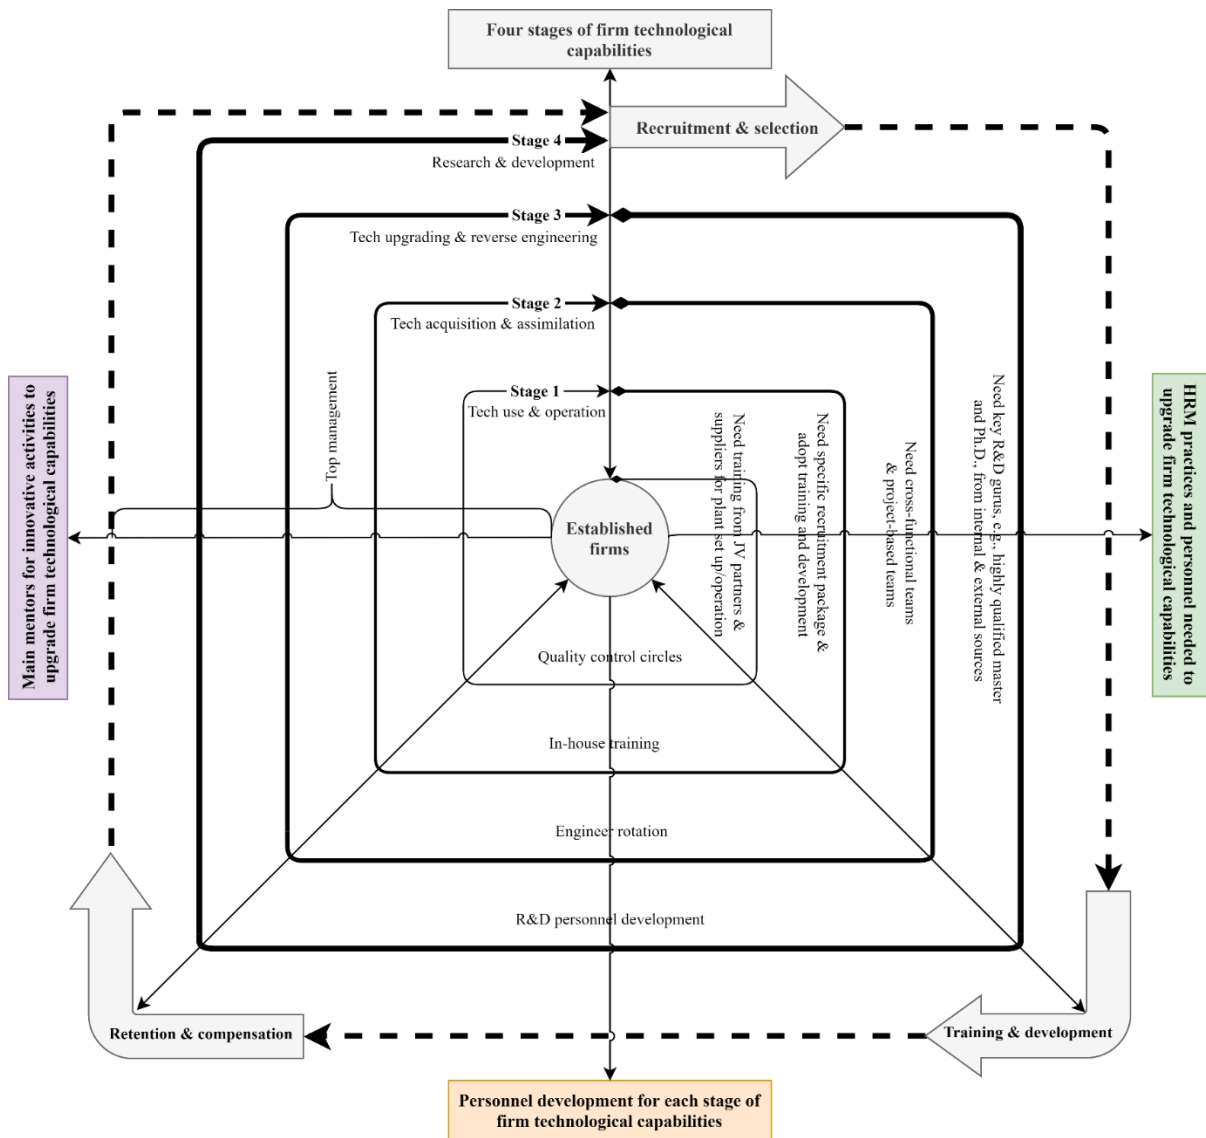 Four stages of firm technological
capabilities
Recruitment & selection
Stage 4
Research & development
Stage 3
Tech upgrading & reverse engineering
Stage 2
Tech acquisition & assimilation
Stage 1
Tech use & operation
Top management
Main mentors for innovative activities to
upgrade firm technological capabilities
Established
firms
Need training from JV partners &
suppliers for plant set up/operation
Need specific recruitment package &
adopt training and development
Need cross-functional teams
& project-based teams
Need key R&D gurus, e.g., highly qualified master
and Ph.D., from internal & external sources
HRM practices and personnel needed to
upgrade firm technological capabilities
Quality control circles
In-house training
Engineer rotation
R&D personnel development
Retention & compensation
Training & development
Personnel development for each stage of
firm technological capabilities